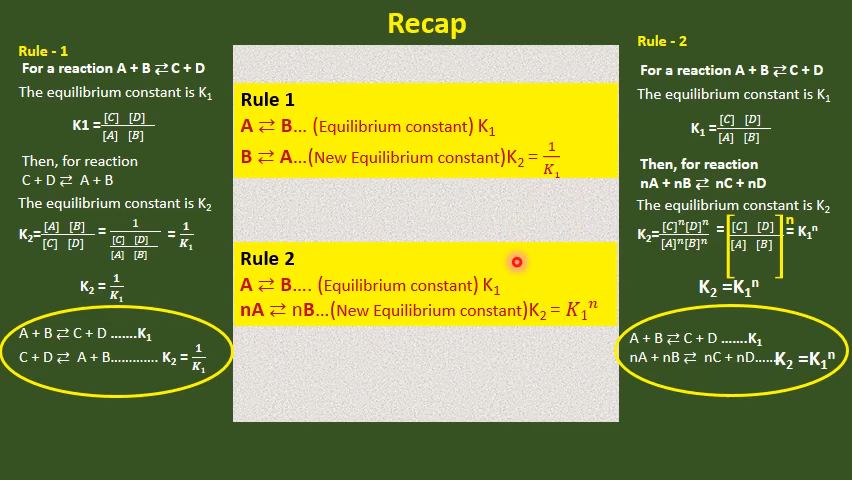 Recap
Rule - 1
For a reaction A + B ⇄ C + D
The equilibrium constant is K₁
K1 = [C] [D] / [A] [B]
Then, for reaction
C + D ⇄ A + B
The equilibrium constant is K₂
K₂= [A] [B] / [C] [D] = 1 / ([C] [D] / [A] [B]) = 1/K₁
K₂ = 1/K₁
A + B ⇄ C + D .......K₁
C + D ⇄ A + B............. K₂ = 1/K₁
Rule 1
A ⇄ B... (Equilibrium constant) K₁
B ⇄ A...(New Equilibrium constant)K₂ = 1/K₁
Rule 2
A ⇄ B.... (Equilibrium constant) K₁
nA ⇄ nB...(New Equilibrium constant)K₂ = K₁ⁿ
Rule - 2
For a reaction A + B ⇄ C + D
The equilibrium constant is K₁
K₁ = [C] [D] / [A] [B]
Then, for reaction
nA + nB ⇄ nC + nD
The equilibrium constant is K₂
K₂= [C]ⁿ[D]ⁿ / [A]ⁿ[B]ⁿ = [ [C] [D] / [A] [B] ]ⁿ = K₁ⁿ
K₂ =K₁ⁿ
A + B ⇄ C + D .......K₁
nA + nB ⇄ nC + nD......K₂ =K₁ⁿ